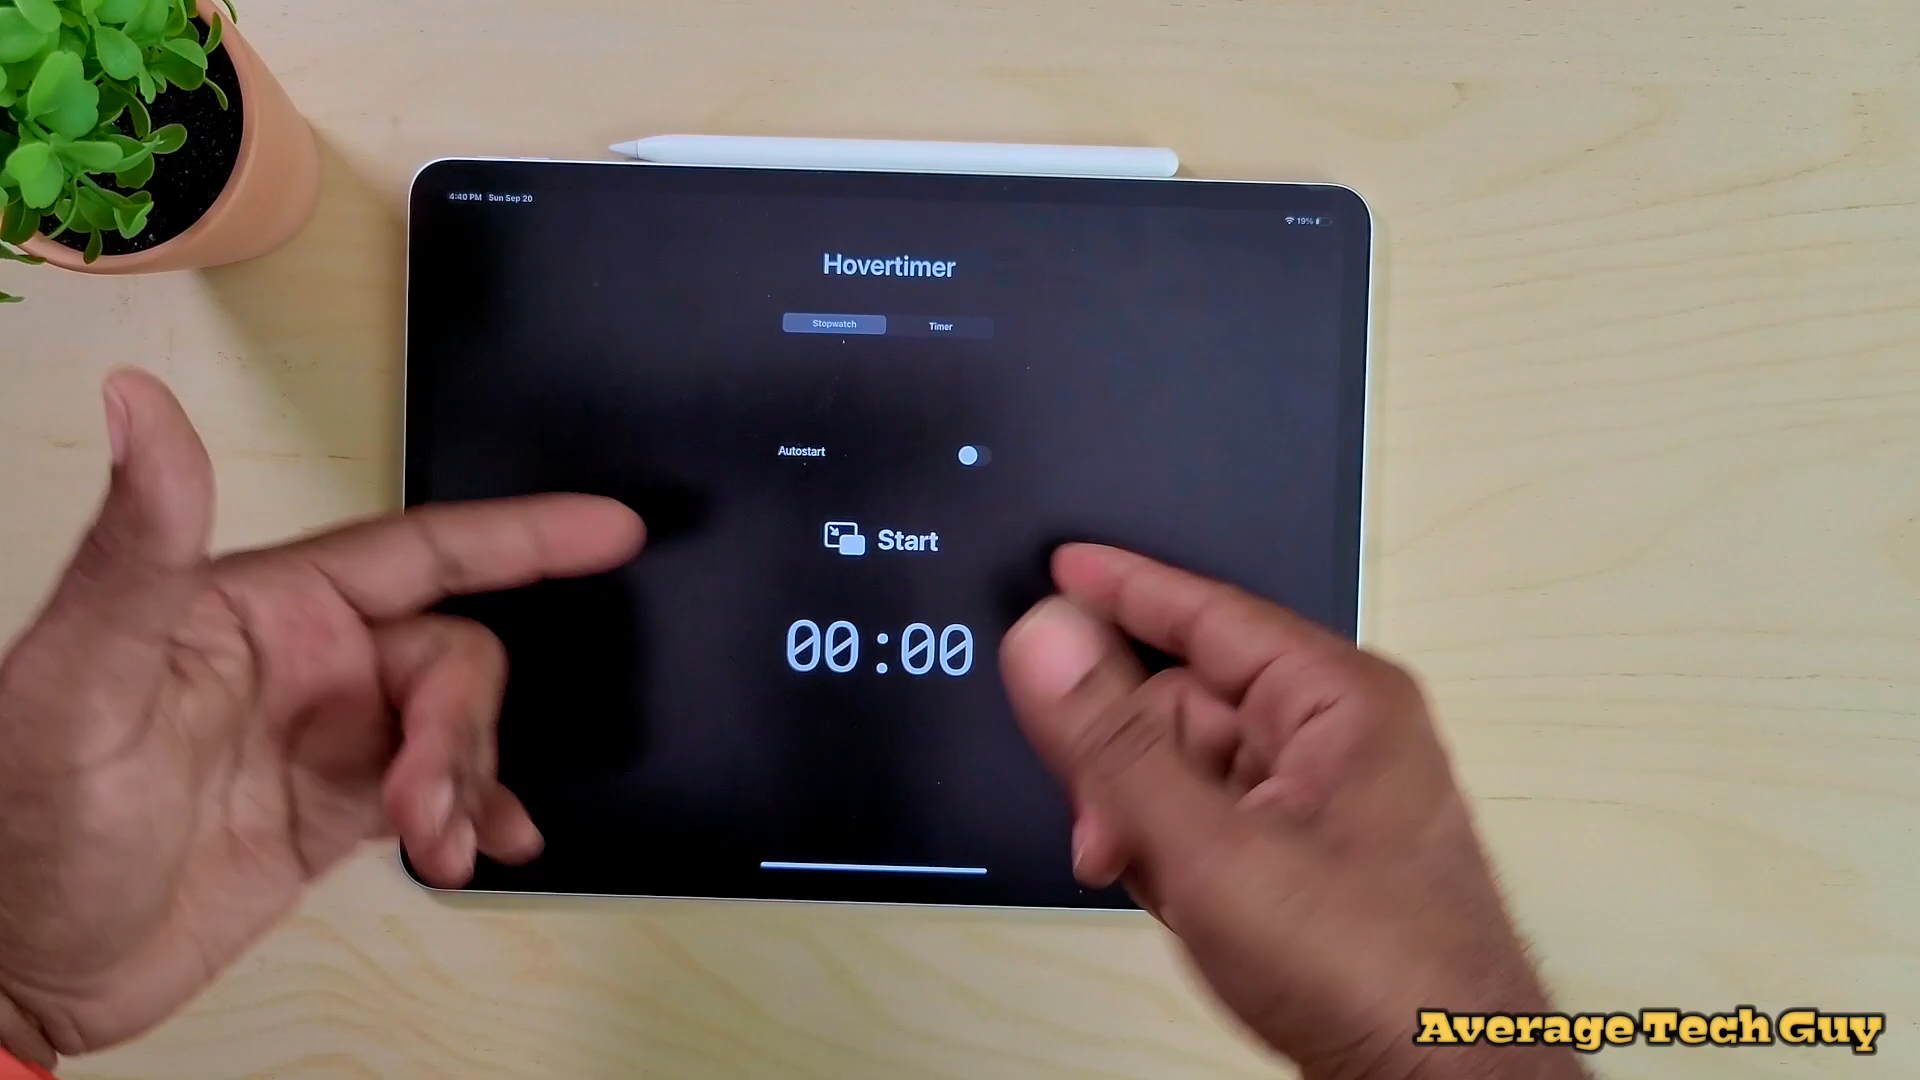 4:40 PM Sun Sep 20
19%
Hovertimer
Stopwatch Timer
Autostart
Start
00:00
Average Tech Guy